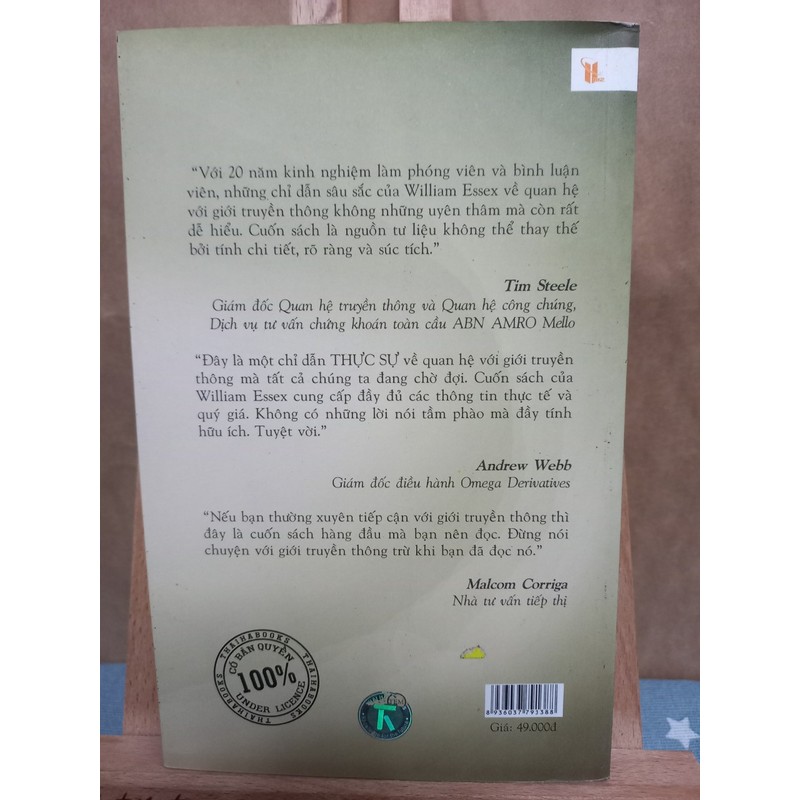 “Với 20 năm kinh nghiệm làm phóng viên và bình luận
viên, những chỉ dẫn sâu sắc của William Essex về quan hệ
với giới truyền thông không những uyên thâm mà còn rất
dễ hiểu. Cuốn sách là nguồn tư liệu không thể thay thế
bởi tính chi tiết, rõ ràng và súc tích.”
Tim Steele
Giám đốc Quan hệ truyền thông và Quan hệ công chúng,
Dịch vụ tư vấn chứng khoán toàn cầu ABN AMRO Mello
“Đây là một chỉ dẫn THỰC SỰ về quan hệ với giới truyền
thông mà tất cả chúng ta đang chờ đợi. Cuốn sách của
William Essex cung cấp đầy đủ các thông tin thực tế và
quý giá. Không có những lời nói tầm phào mà đầy tính
hữu ích. Tuyệt vời.”
Andrew Webb
Giám đốc điều hành Omega Derivatives
“Nếu bạn thường xuyên tiếp cận với giới truyền thông thì
đây là cuốn sách hàng đầu mà bạn nên đọc. Đừng nói
chuyện với giới truyền thông trừ khi bạn đã đọc nó.”
Malcom Corriga
Nhà tư vấn tiếp thị
THAIHABOOKS THAIHABOOKS THAIHABOOKS
CÓ BẢN QUYỀN
100%
UNDER LICENCE
8 936037 791388
Giá: 49.000đ